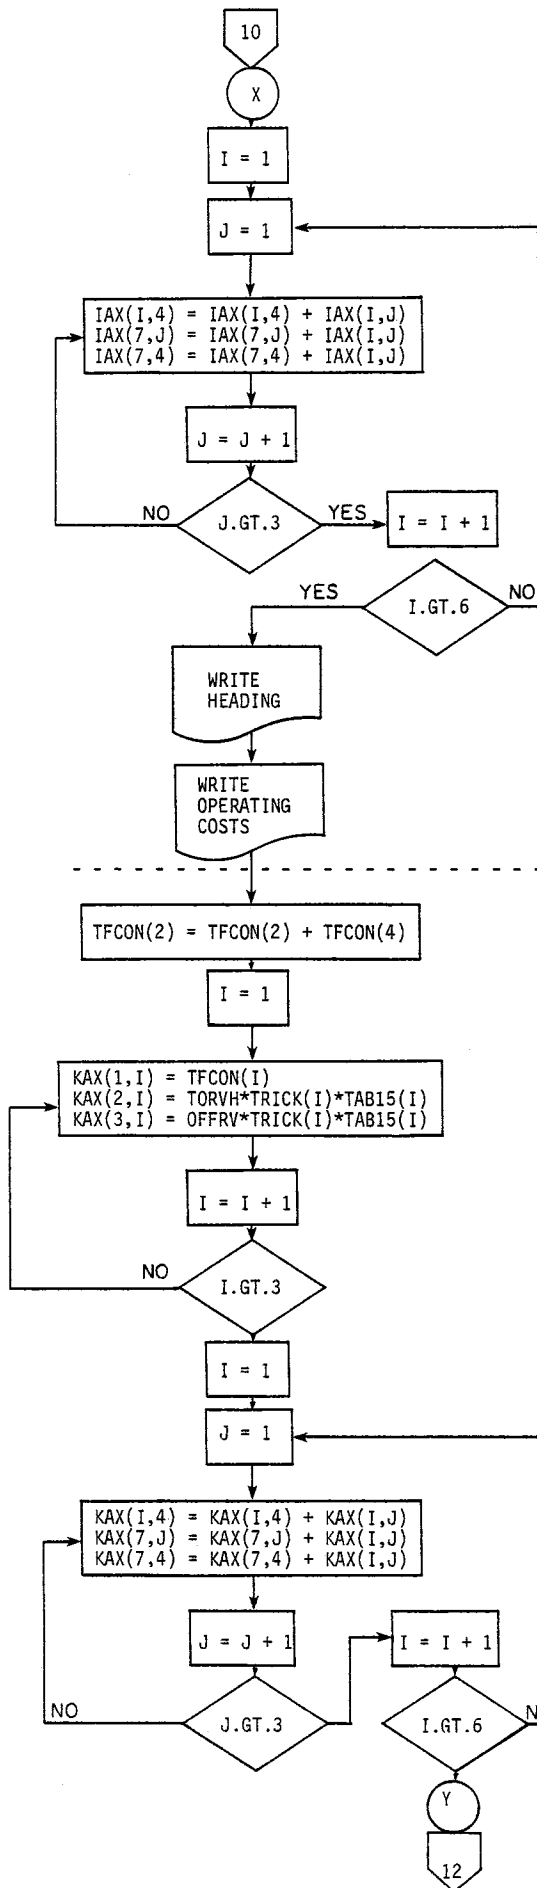 10
X
I = 1
J = 1
IAX(I,4) = IAX(I,4) + IAX(I,J)
IAX(7,J) = IAX(7,J) + IAX(I,J)
IAX(7,4) = IAX(7,4) + IAX(I,J)
J = J + 1
NO
J.GT.3
YES
I = I + 1
YES
I.GT.6
NO
WRITE
HEADING
WRITE
OPERATING
COSTS
TFCON(2) = TFCON(2) + TFCON(4)
I = 1
KAX(1,I) = TFCON(I)
KAX(2,I) = TORVH*TRICK(I)*TAB15(I)
KAX(3,I) = OFFRV*TRICK(I)*TAB15(I)
I = I + 1
NO
I.GT.3
I = 1
J = 1
KAX(I,4) = KAX(I,4) + KAX(I,J)
KAX(7,J) = KAX(7,J) + KAX(I,J)
KAX(7,4) = KAX(7,4) + KAX(I,J)
J = J + 1
I = I + 1
NO
J.GT.3
I.GT.6
N
Y
12